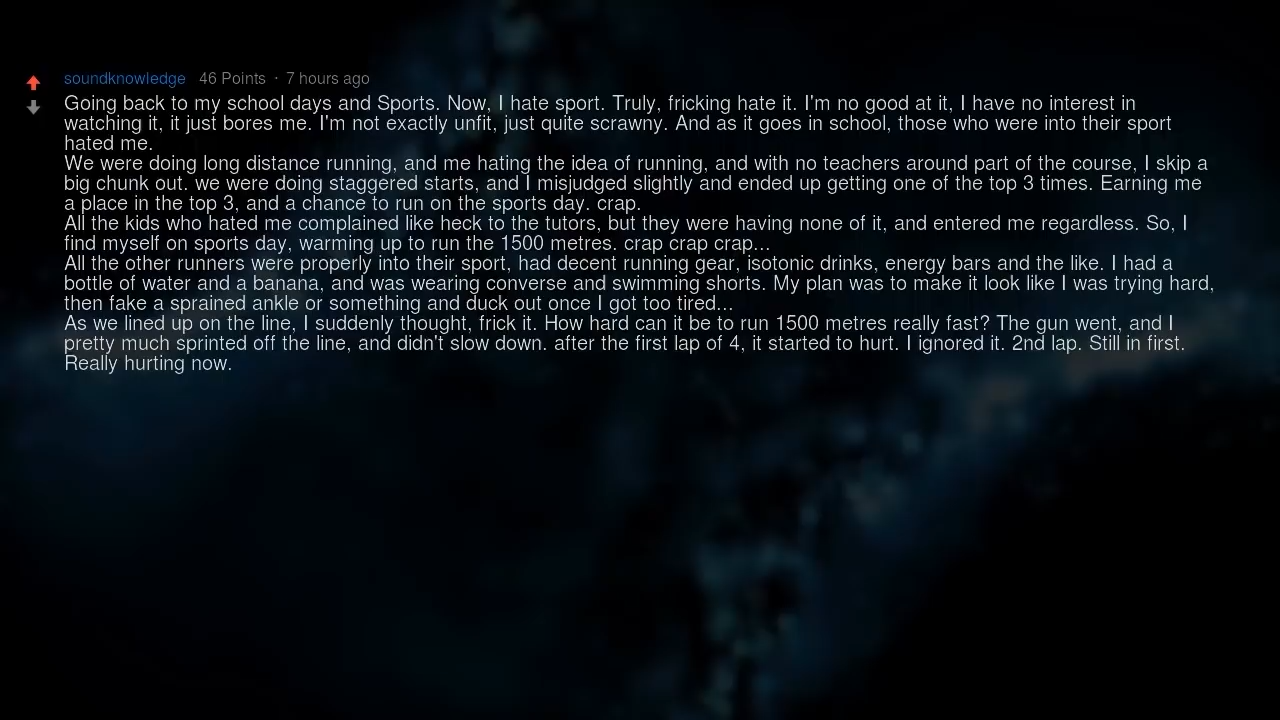 soundknowledge 46 Points · 7 hours ago
Going back to my school days and Sports. Now, I hate sport. Truly, fricking hate it. I'm no good at it, I have no interest in
watching it, it just bores me. I'm not exactly unfit, just quite scrawny. And as it goes in school, those who were into their sport
hated me.
We were doing long distance running, and me hating the idea of running, and with no teachers around part of the course, I skip a
big chunk out. we were doing staggered starts, and I misjudged slightly and ended up getting one of the top 3 times. Earning me
a place in the top 3, and a chance to run on the sports day. crap.
All the kids who hated me complained like heck to the tutors, but they were having none of it, and entered me regardless. So, I
find myself on sports day, warming up to run the 1500 metres. crap crap crap...
All the other runners were properly into their sport, had decent running gear, isotonic drinks, energy bars and the like. I had a
bottle of water and a banana, and was wearing converse and swimming shorts. My plan was to make it look like I was trying hard,
then fake a sprained ankle or something and duck out once I got too tired...
As we lined up on the line, I suddenly thought, frick it. How hard can it be to run 1500 metres really fast? The gun went, and I
pretty much sprinted off the line, and didn't slow down. after the first lap of 4, it started to hurt. I ignored it. 2nd lap. Still in first.
Really hurting now.